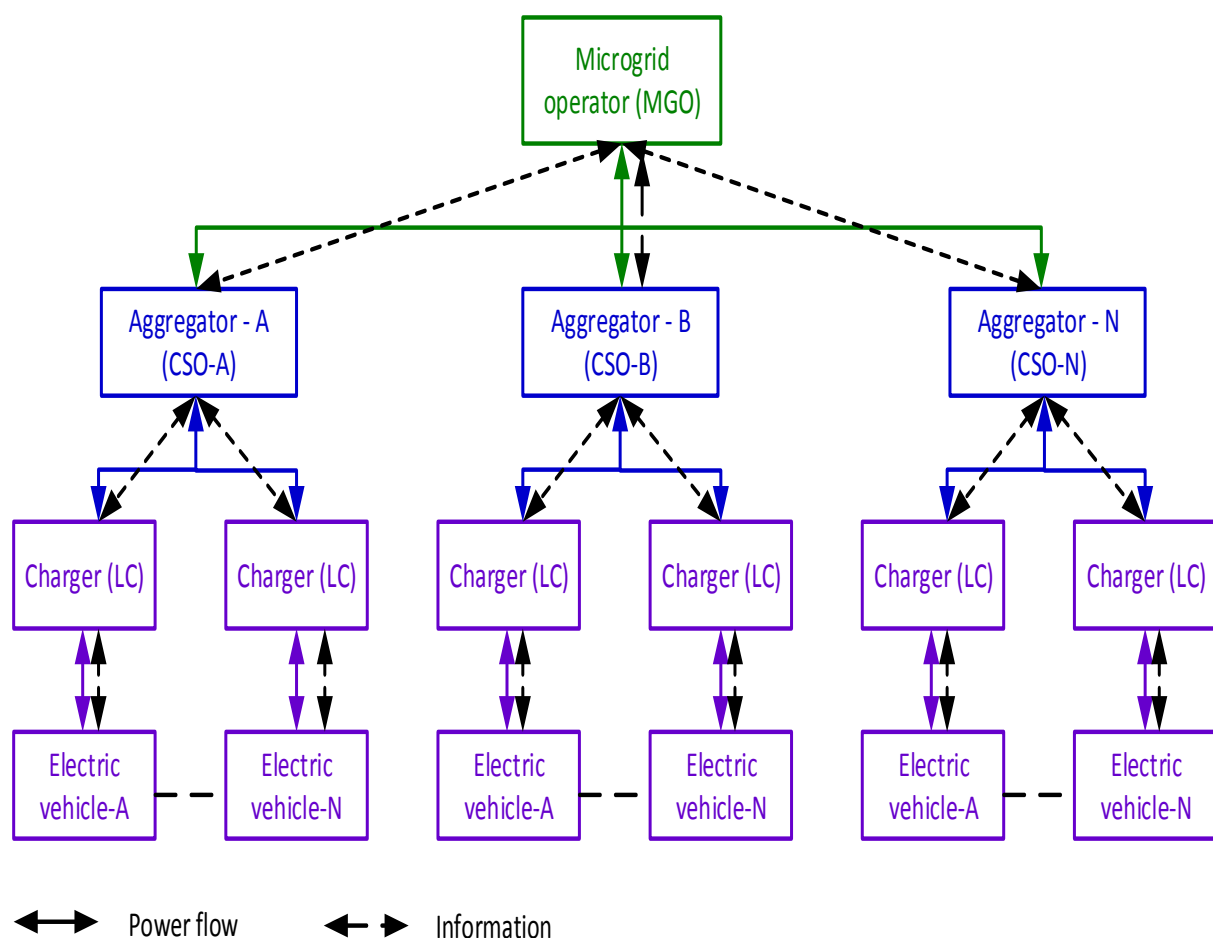 Microgrid
operator (MGO)
Aggregator - A
(CSO-A)
Aggregator - B
(CSO-B)
Aggregator - N
(CSO-N)
Charger (LC)
Charger (LC)
Charger (LC)
Charger (LC)
Charger (LC)
Charger (LC)
Electric
vehicle-A
Electric
vehicle-N
Electric
vehicle-A
Electric
vehicle-N
Electric
vehicle-A
Electric
vehicle-N
Power flow
Information